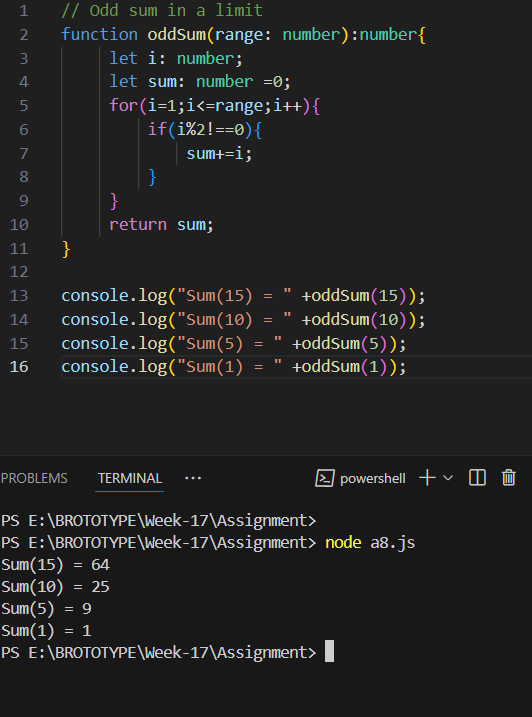 1 // Odd sum in a limit
2 function oddSum(range: number):number{
3 let i: number;
4 let sum: number =0;
5 for(i=1;i<=range;i++){
6 if(i%2!==0){
7 sum+=i;
8 }
9 }
10 return sum;
11 }
12
13 console.log("Sum(15) = " +oddSum(15));
14 console.log("Sum(10) = " +oddSum(10));
15 console.log("Sum(5) = " +oddSum(5));
16 console.log("Sum(1) = " +oddSum(1));
PROBLEMS TERMINAL ··· powershell
PS E:\BROTOTYPE\Week-17\Assignment>
PS E:\BROTOTYPE\Week-17\Assignment> node a8.js
Sum(15) = 64
Sum(10) = 25
Sum(5) = 9
Sum(1) = 1
PS E:\BROTOTYPE\Week-17\Assignment>